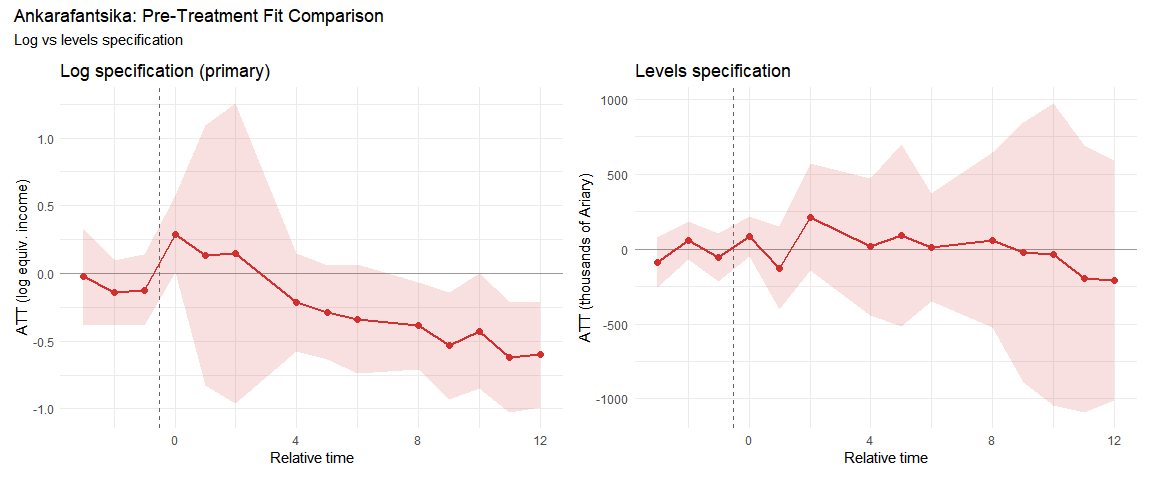 Ankarafantsika: Pre-Treatment Fit Comparison
Log vs levels specification
Log specification (primary)
ATT (log equiv. income)
1.0
0.5
0.0
-0.5
-1.0
0 4 8 12
Relative time
Levels specification
ATT (thousands of Ariary)
1000
500
0
-500
-1000
0 4 8 12
Relative time